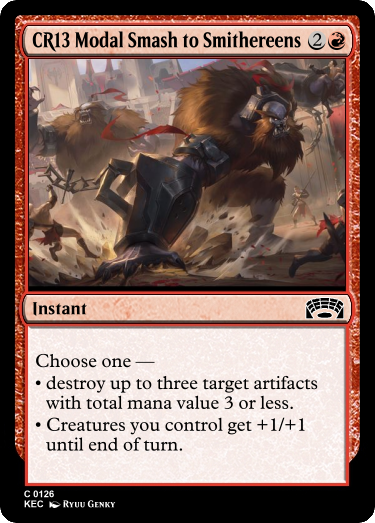 CR13 Modal Smash to Smithereens 2
Instant
Choose one —
• destroy up to three target artifacts
with total mana value 3 or less.
• Creatures you control get +1/+1
until end of turn.
C 0126
KEC Ryuu Genky